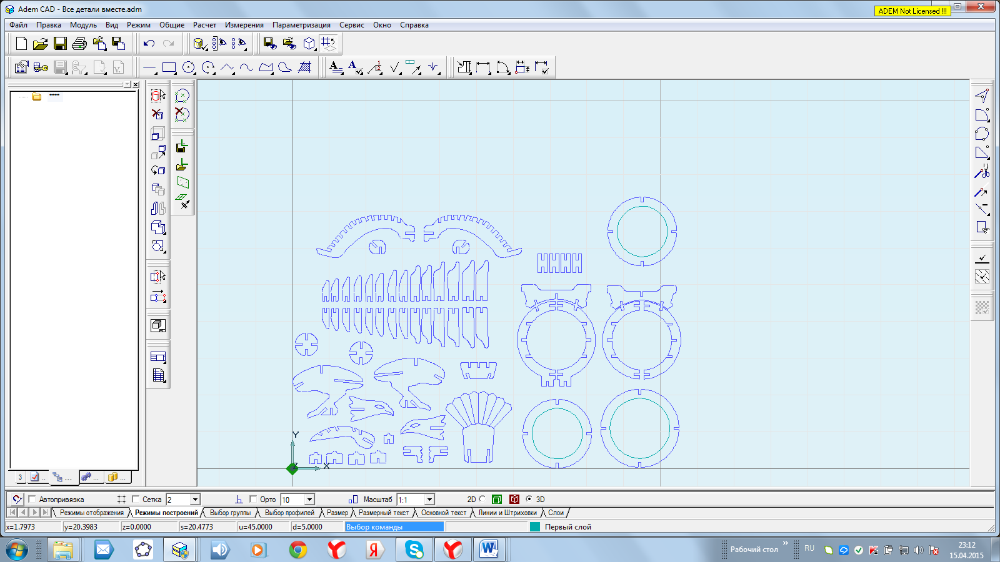 Adem CAD - Все детали вместе.adm
ADEM Not Licensed !!!
Файл Правка Модуль Вид Режим Общие Расчет Измерения Параметризация Сервис Окно Справка
Y
Z
X
3
Автопривязка Сетка 2 Орто 10 Масштаб 1:1 2D 3D
Режимы отображения Режимы построений Выбор группы Выбор профилей Размер Размерный текст Основной текст Линии и Штриховки Слои
x=1.7973 y=20.3983 z=0.0000 s=20.4773 u=45.0000 d=5.0000 Выбор команды Первый слой
Рабочий стол » RU 23:12
15.04.2015